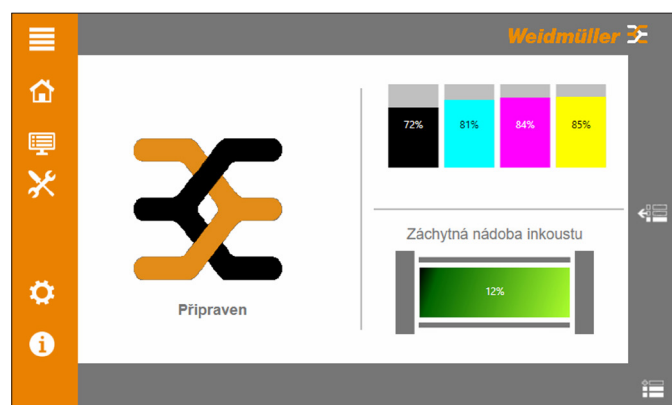 Weidmüller
72%
81%
84%
85%
Záchytná nádoba inkoustu
12%
Připraven